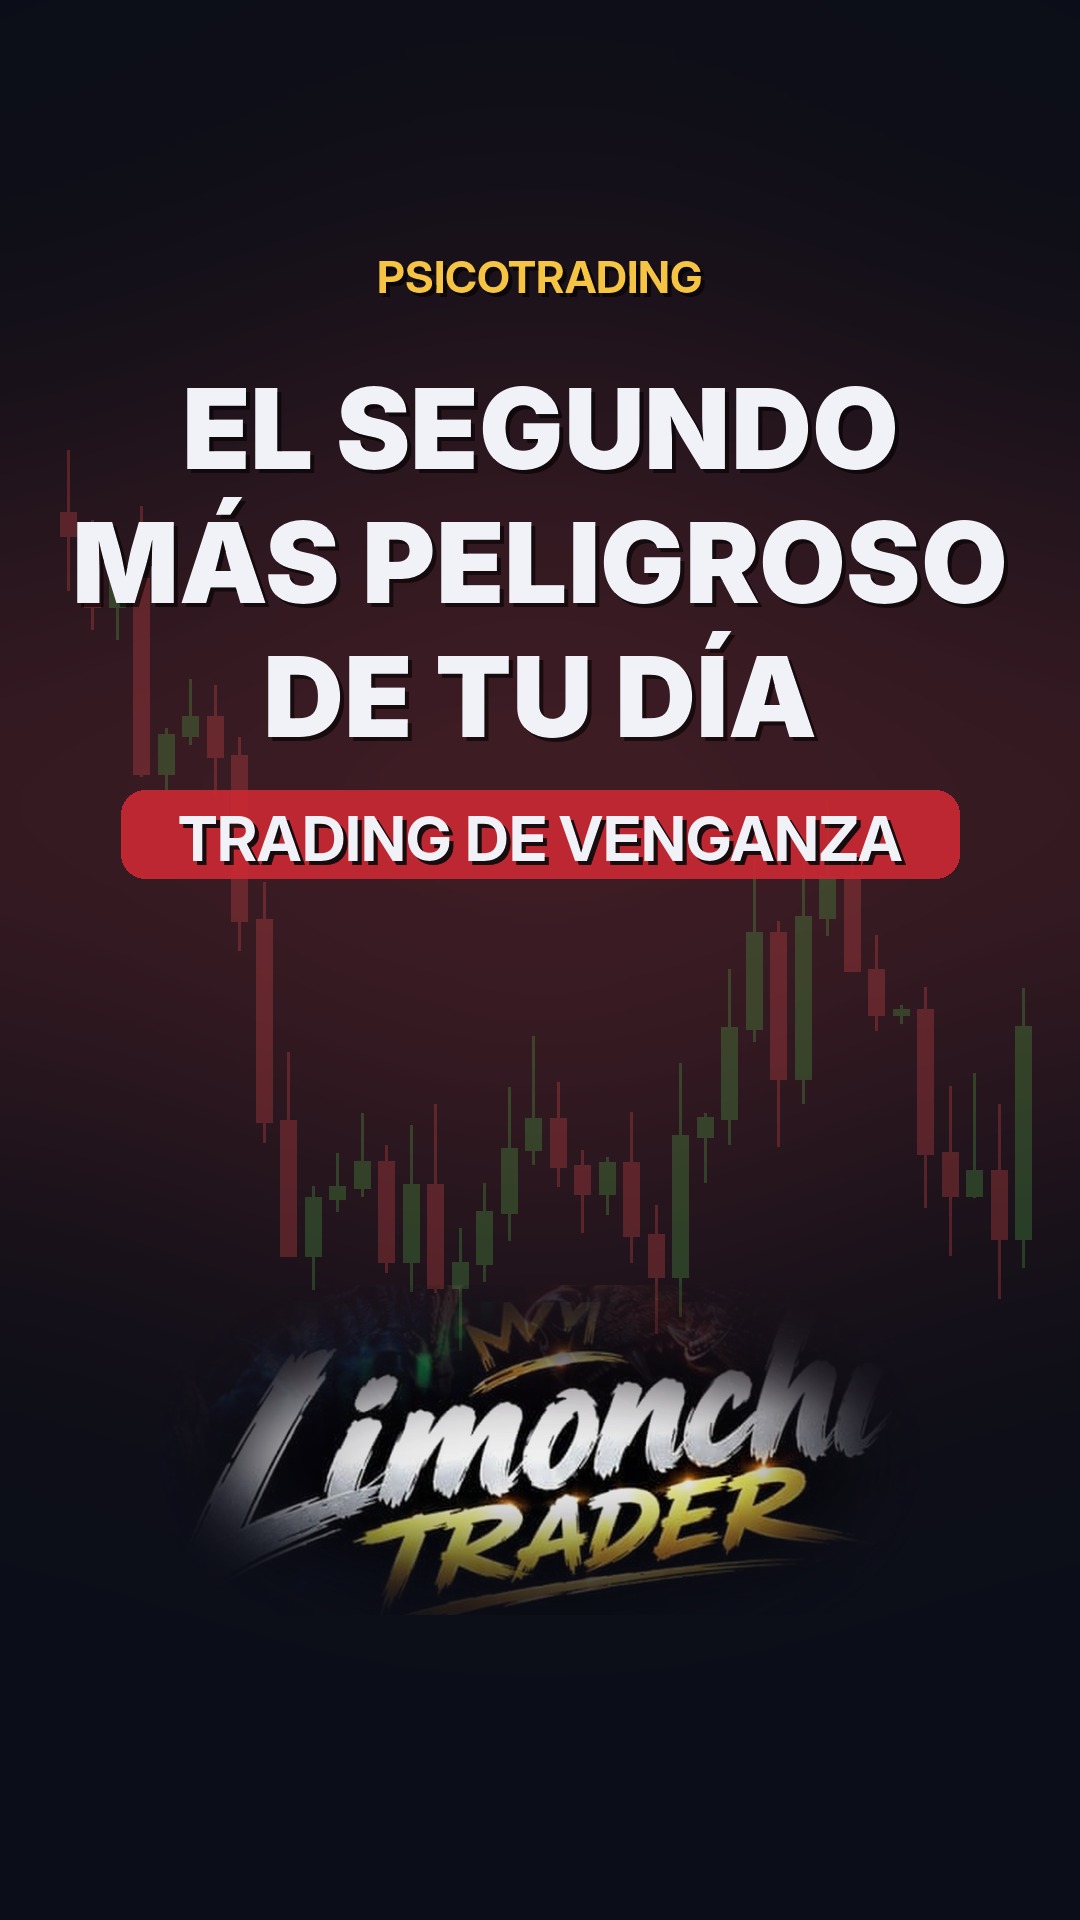 PSICOTRADING
EL SEGUNDO
MÁS PELIGROSO
DE TU DÍA
TRADING DE VENGANZA
Limonchi
TRADER